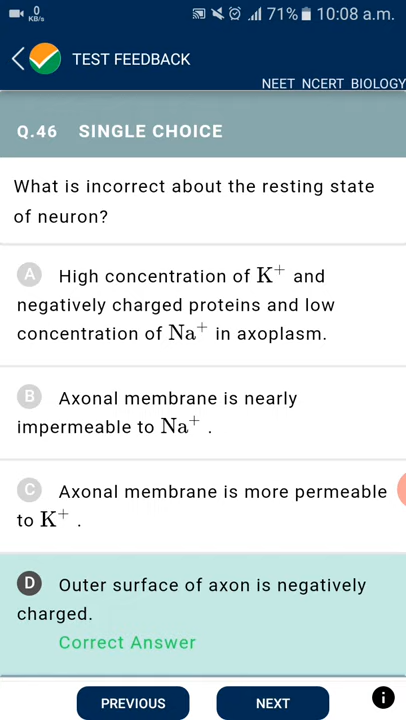 0
KB/s
71% 10:08 a.m.
TEST FEEDBACK
NEET NCERT BIOLOGY
Q.46 SINGLE CHOICE
What is incorrect about the resting state
of neuron?
A High concentration of K⁺ and
negatively charged proteins and low
concentration of Na⁺ in axoplasm.
B Axonal membrane is nearly
impermeable to Na⁺ .
C Axonal membrane is more permeable
to K⁺ .
D Outer surface of axon is negatively
charged.
Correct Answer
PREVIOUS NEXT